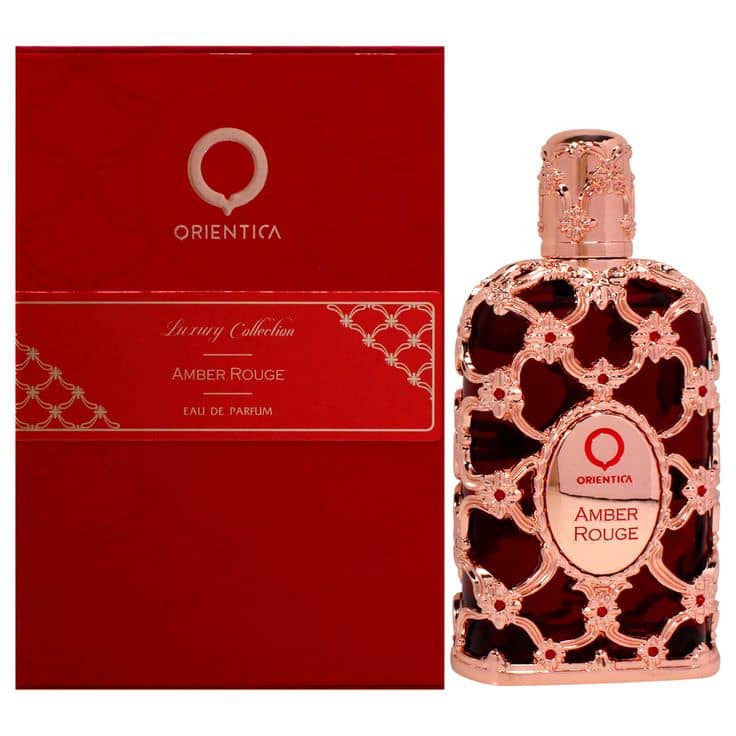 ORIENTICA
Luxury Collection
AMBER ROUGE
EAU DE PARFUM
ORIENTICA
AMBER
ROUGE